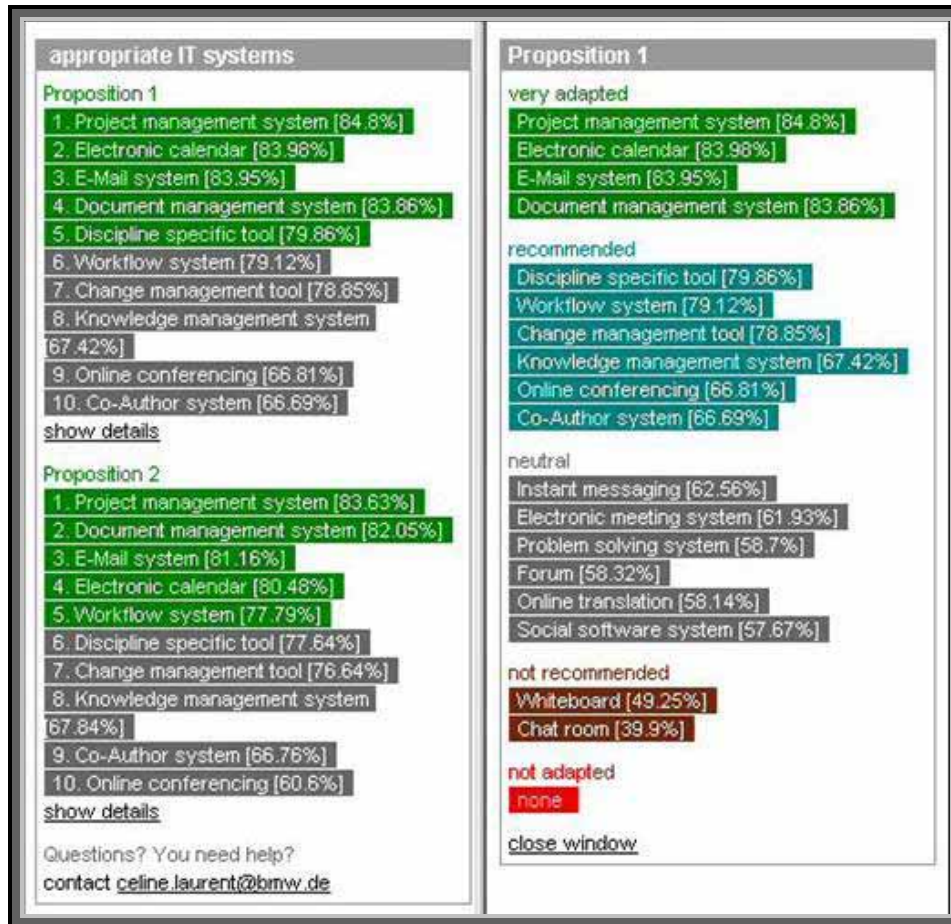 appropriate IT systems
Proposition 1
1. Project management system [84.8%]
2. Electronic calendar [83.98%]
3. E-Mail system [83.95%]
4. Document management system [83.86%]
5. Discipline specific tool [79.86%]
6. Workflow system [79.12%]
7. Change management tool [78.85%]
8. Knowledge management system
[67.42%]
9. Online conferencing [66.81%]
10. Co-Author system [66.69%]
show details
Proposition 2
1. Project management system [83.63%]
2. Document management system [82.05%]
3. E-Mail system [81.16%]
4. Electronic calendar [80.48%]
5. Workflow system [77.79%]
6. Discipline specific tool [77.64%]
7. Change management tool [76.64%]
8. Knowledge management system
[67.84%]
9. Co-Author system [66.76%]
10. Online conferencing [60.6%]
show details
Questions? You need help?
contact celine.laurent@bmw.de
Proposition 1
very adapted
Project management system [84.8%]
Electronic calendar [83.98%]
E-Mail system [83.95%]
Document management system [83.86%]
recommended
Discipline specific tool [79.86%]
Workflow system [79.12%]
Change management tool [78.85%]
Knowledge management system [67.42%]
Online conferencing [66.81%]
Co-Author system [66.69%]
neutral
Instant messaging [62.56%]
Electronic meeting system [61.93%]
Problem solving system [58.7%]
Forum [58.32%]
Online translation [58.14%]
Social software system [57.67%]
not recommended
Whiteboard [49.25%]
Chat room [39.9%]
not adapted
none
close window